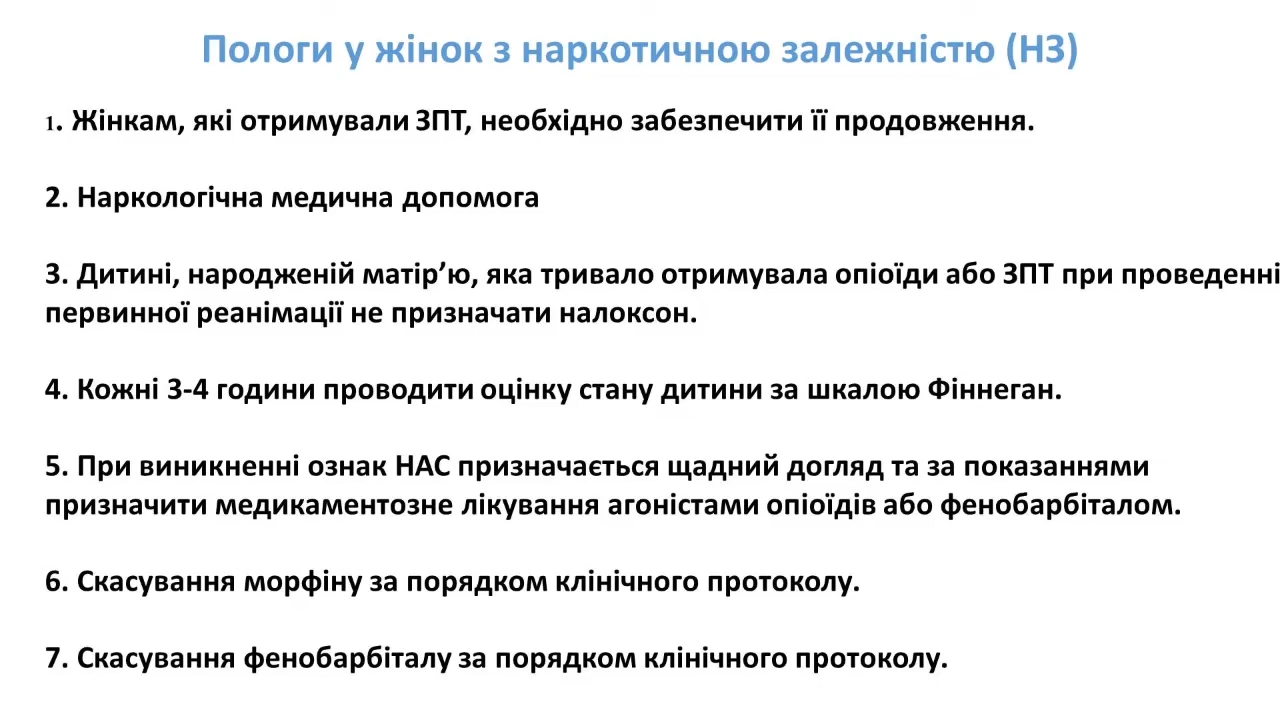 Пологи у жінок з наркотичною залежністю (НЗ)
1. Жінкам, які отримували ЗПТ, необхідно забезпечити її продовження.
2. Наркологічна медична допомога
3. Дитині, народженій матір’ю, яка тривало отримувала опіоїди або ЗПТ при проведенні
первинної реанімації не призначати налоксон.
4. Кожні 3-4 години проводити оцінку стану дитини за шкалою Фіннеган.
5. При виникненні ознак НАС призначається щадний догляд та за показаннями
призначити медикаментозне лікування агоністами опіоїдів або фенобарбіталом.
6. Скасування морфіну за порядком клінічного протоколу.
7. Скасування фенобарбіталу за порядком клінічного протоколу.